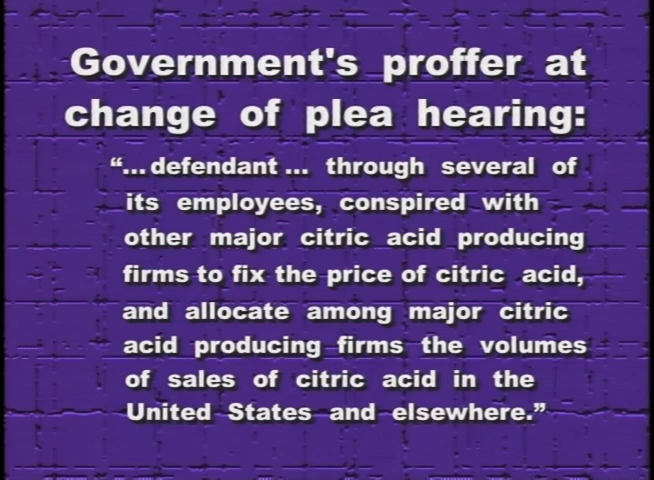 Government's proffer at
change of plea hearing:
“... defendant ... through several of
its employees, conspired with
other major citric acid producing
firms to fix the price of citric acid,
and allocate among major citric
acid producing firms the volumes
of sales of citric acid in the
United States and elsewhere.”